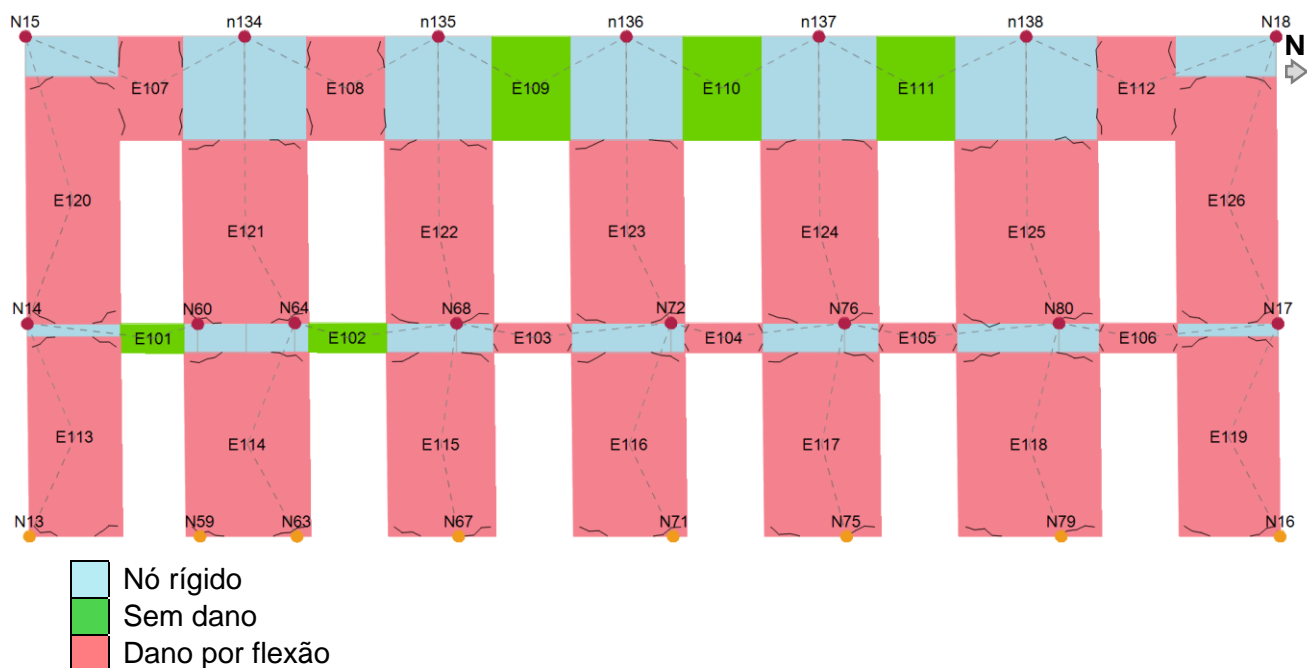 N15 n134 n135 n136 n137 n138 N18
N
E107 E108 E109 E110 E111 E112
E120 E121 E122 E123 E124 E125 E126
N14 N60 N64 N68 N72 N76 N80 N17
E101 E102 E103 E104 E105 E106
E113 E114 E115 E116 E117 E118 E119
N13 N59 N63 N67 N71 N75 N79 N16
Nó rígido
Sem dano
Dano por flexão